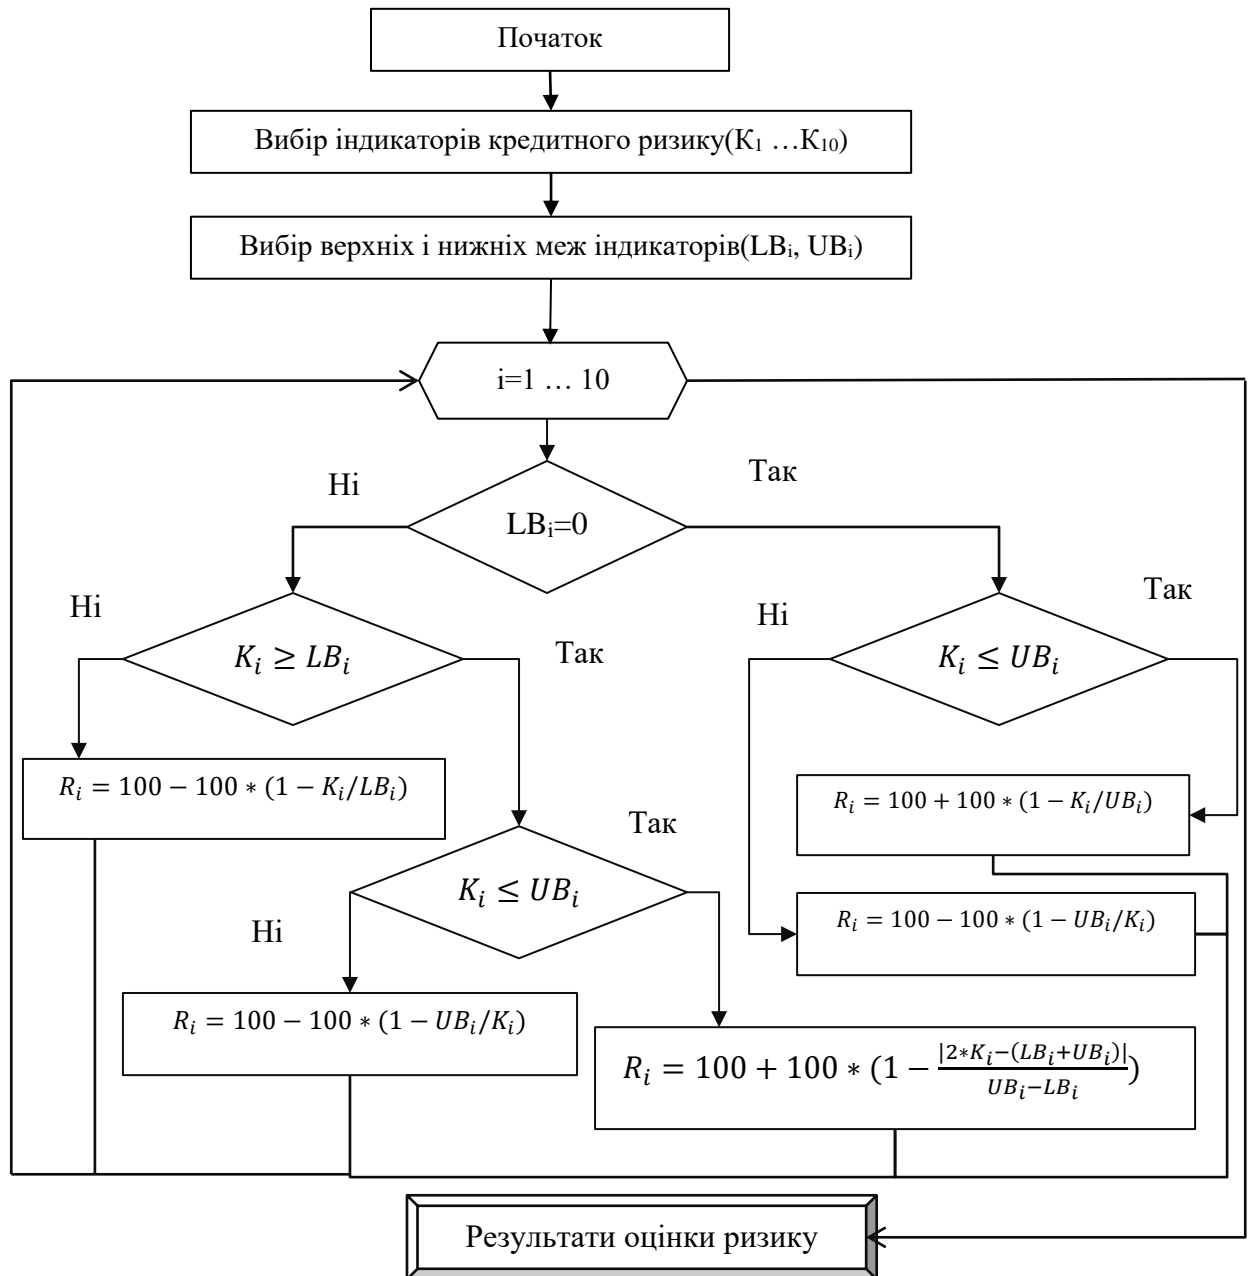 Початок
Вибір індикаторів кредитного ризику(К₁ …К₁₀)
Вибір верхніх і нижніх меж індикаторів(LBᵢ, UBᵢ)
i=1 … 10
Ні
Так
LBᵢ=0
Ні
Так
Ні
Так
Kᵢ ≥ LBᵢ
Kᵢ ≤ UBᵢ
Rᵢ = 100 − 100 ∗ (1 − Kᵢ/LBᵢ)
Rᵢ = 100 + 100 ∗ (1 − Kᵢ/UBᵢ)
Так
Kᵢ ≤ UBᵢ
Ні
Rᵢ = 100 − 100 ∗ (1 − UBᵢ/Kᵢ)
Rᵢ = 100 − 100 ∗ (1 − UBᵢ/Kᵢ)
Rᵢ = 100 + 100 ∗ (1 − |2∗Kᵢ−(LBᵢ+UBᵢ)|/UBᵢ−LBᵢ)
Результати оцінки ризику